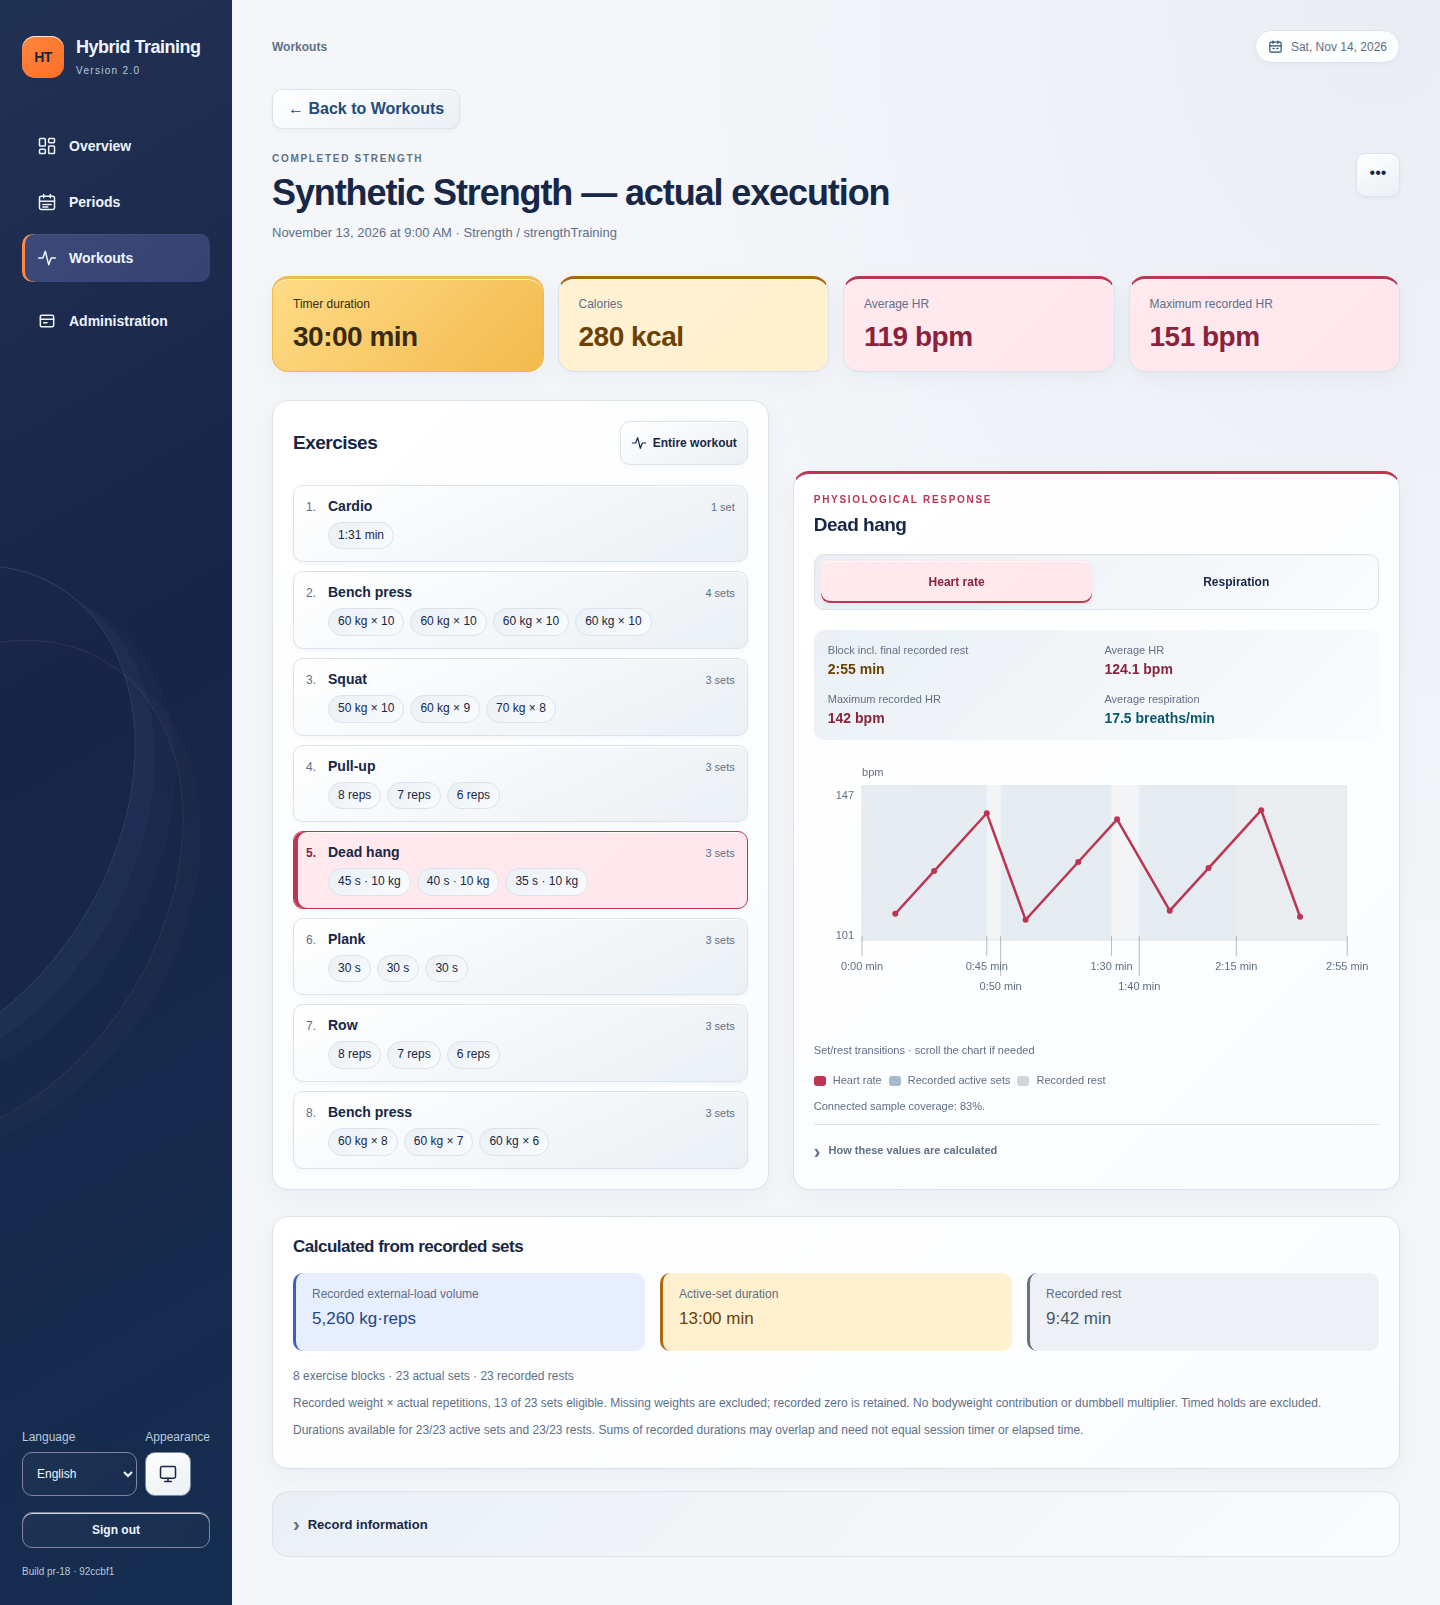 HT
Hybrid Training
Version 2.0
Overview
Periods
Workouts
Administration
Language
Appearance
English
Sign out
Build pr-18 · 92ccbf1
Workouts
Sat, Nov 14, 2026
← Back to Workouts
COMPLETED STRENGTH
Synthetic Strength — actual execution
•••
November 13, 2026 at 9:00 AM · Strength / strengthTraining
Timer duration
30:00 min
Calories
280 kcal
Average HR
119 bpm
Maximum recorded HR
151 bpm
Exercises
Entire workout
1. Cardio 1 set
1:31 min
2. Bench press 4 sets
60 kg × 10 60 kg × 10 60 kg × 10 60 kg × 10
3. Squat 3 sets
50 kg × 10 60 kg × 9 70 kg × 8
4. Pull-up 3 sets
8 reps 7 reps 6 reps
5. Dead hang 3 sets
45 s · 10 kg 40 s · 10 kg 35 s · 10 kg
6. Plank 3 sets
30 s 30 s 30 s
7. Row 3 sets
8 reps 7 reps 6 reps
8. Bench press 3 sets
60 kg × 8 60 kg × 7 60 kg × 6
PHYSIOLOGICAL RESPONSE
Dead hang
Heart rate Respiration
Block incl. final recorded rest
2:55 min
Average HR
124.1 bpm
Maximum recorded HR
142 bpm
Average respiration
17.5 breaths/min
bpm
147
101
0:00 min 0:45 min 1:30 min 2:15 min 2:55 min
0:50 min 1:40 min
Set/rest transitions · scroll the chart if needed
Heart rate Recorded active sets Recorded rest
Connected sample coverage: 83%.
› How these values are calculated
Calculated from recorded sets
Recorded external-load volume
5,260 kg·reps
Active-set duration
13:00 min
Recorded rest
9:42 min
8 exercise blocks · 23 actual sets · 23 recorded rests
Recorded weight × actual repetitions, 13 of 23 sets eligible. Missing weights are excluded; recorded zero is retained. No bodyweight contribution or dumbbell multiplier. Timed holds are excluded.
Durations available for 23/23 active sets and 23/23 rests. Sums of recorded durations may overlap and need not equal session timer or elapsed time.
› Record information